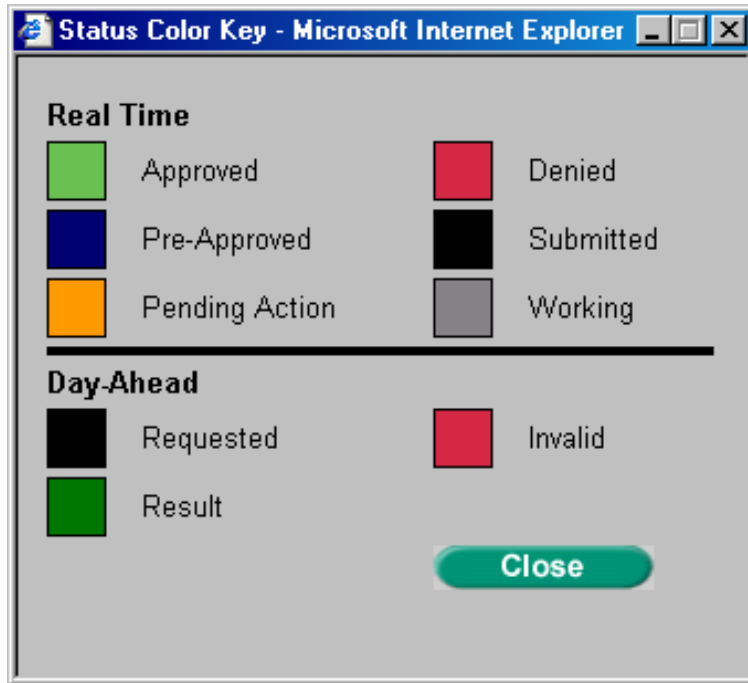 Status Color Key - Microsoft Internet Explorer
Real Time
Approved Denied
Pre-Approved Submitted
Pending Action Working
Day-Ahead
Requested Invalid
Result
Close